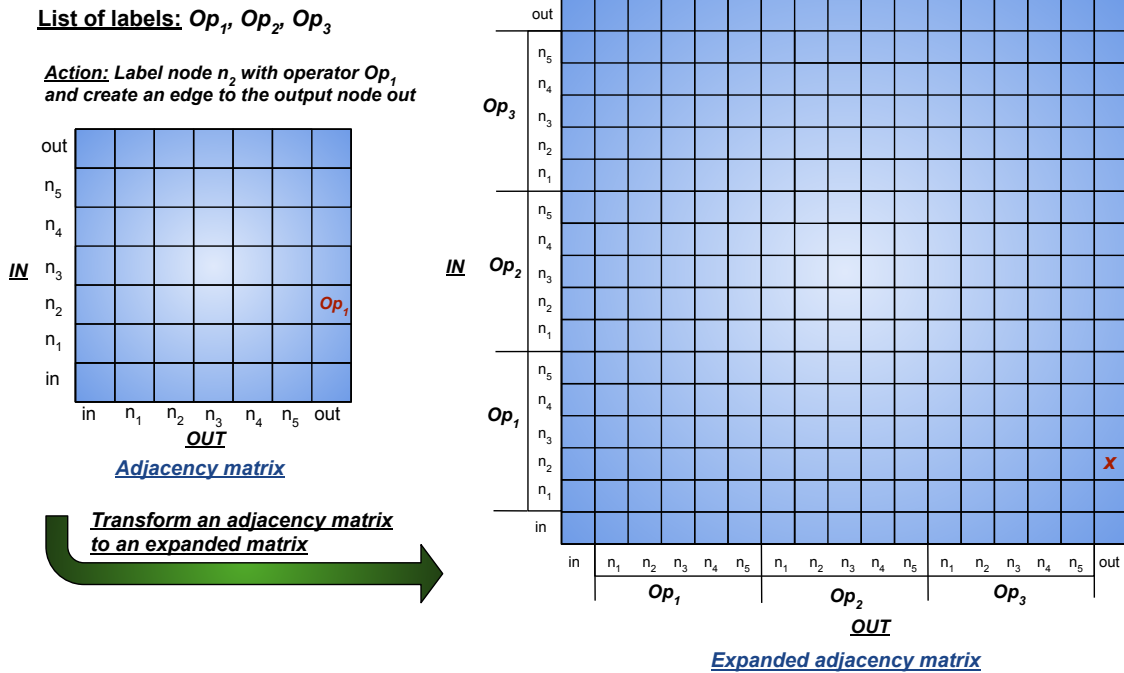 List of labels: Op1, Op2, Op3
Action: Label node n2 with operator Op1
and create an edge to the output node out
out
n5
n4
IN
n3
n2
Op1
n1
in
in n1 n2 n3 n4 n5 out
OUT
Adjacency matrix
Transform an adjacency matrix
to an expanded matrix
out
n5
n4
Op3
n3
n2
n1
n5
n4
IN
Op2
n3
n2
n1
n5
n4
Op1
n3
n2
x
n1
in
in n1 n2 n3 n4 n5 n1 n2 n3 n4 n5 n1 n2 n3 n4 n5 out
Op1 Op2 Op3
OUT
Expanded adjacency matrix